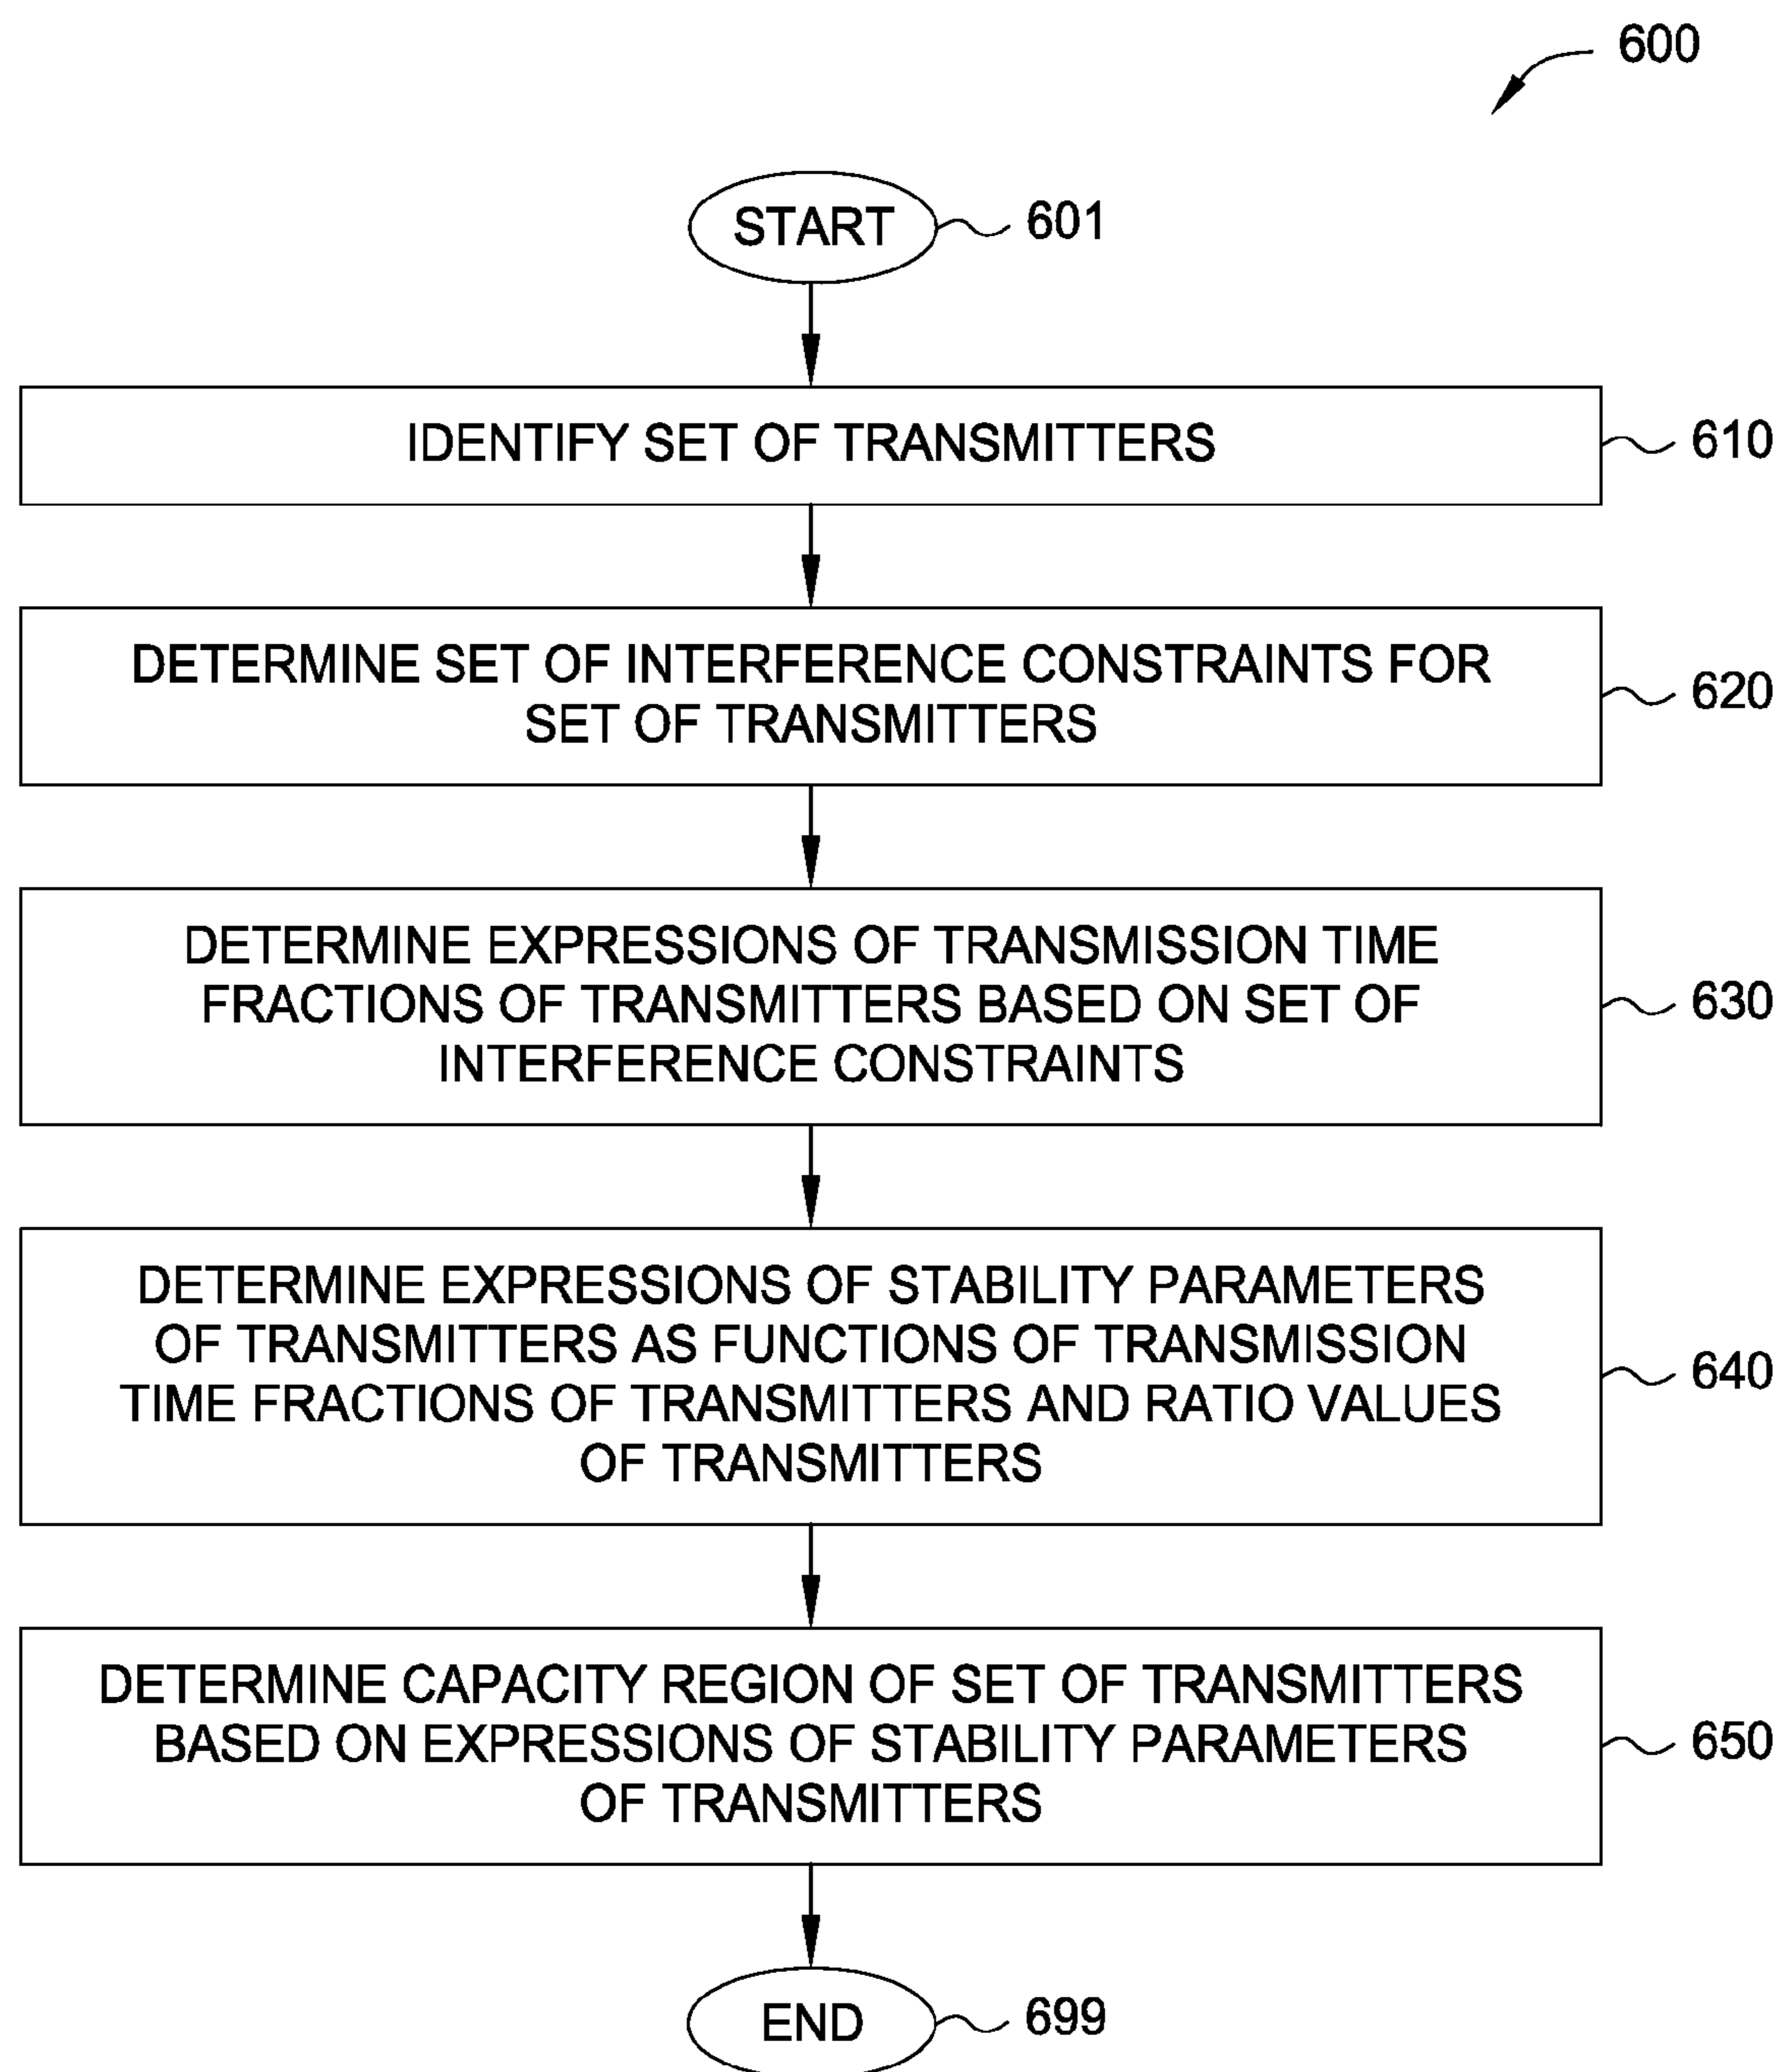 600
START
601
IDENTIFY SET OF TRANSMITTERS
610
DETERMINE SET OF INTERFERENCE CONSTRAINTS FOR
SET OF TRANSMITTERS
620
DETERMINE EXPRESSIONS OF TRANSMISSION TIME
FRACTIONS OF TRANSMITTERS BASED ON SET OF
INTERFERENCE CONSTRAINTS
630
DETERMINE EXPRESSIONS OF STABILITY PARAMETERS
OF TRANSMITTERS AS FUNCTIONS OF TRANSMISSION
TIME FRACTIONS OF TRANSMITTERS AND RATIO VALUES
OF TRANSMITTERS
640
DETERMINE CAPACITY REGION OF SET OF TRANSMITTERS
BASED ON EXPRESSIONS OF STABILITY PARAMETERS
OF TRANSMITTERS
650
END
699